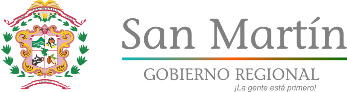 San Martín
GOBIERNO REGIONAL
¡La gente está primero!